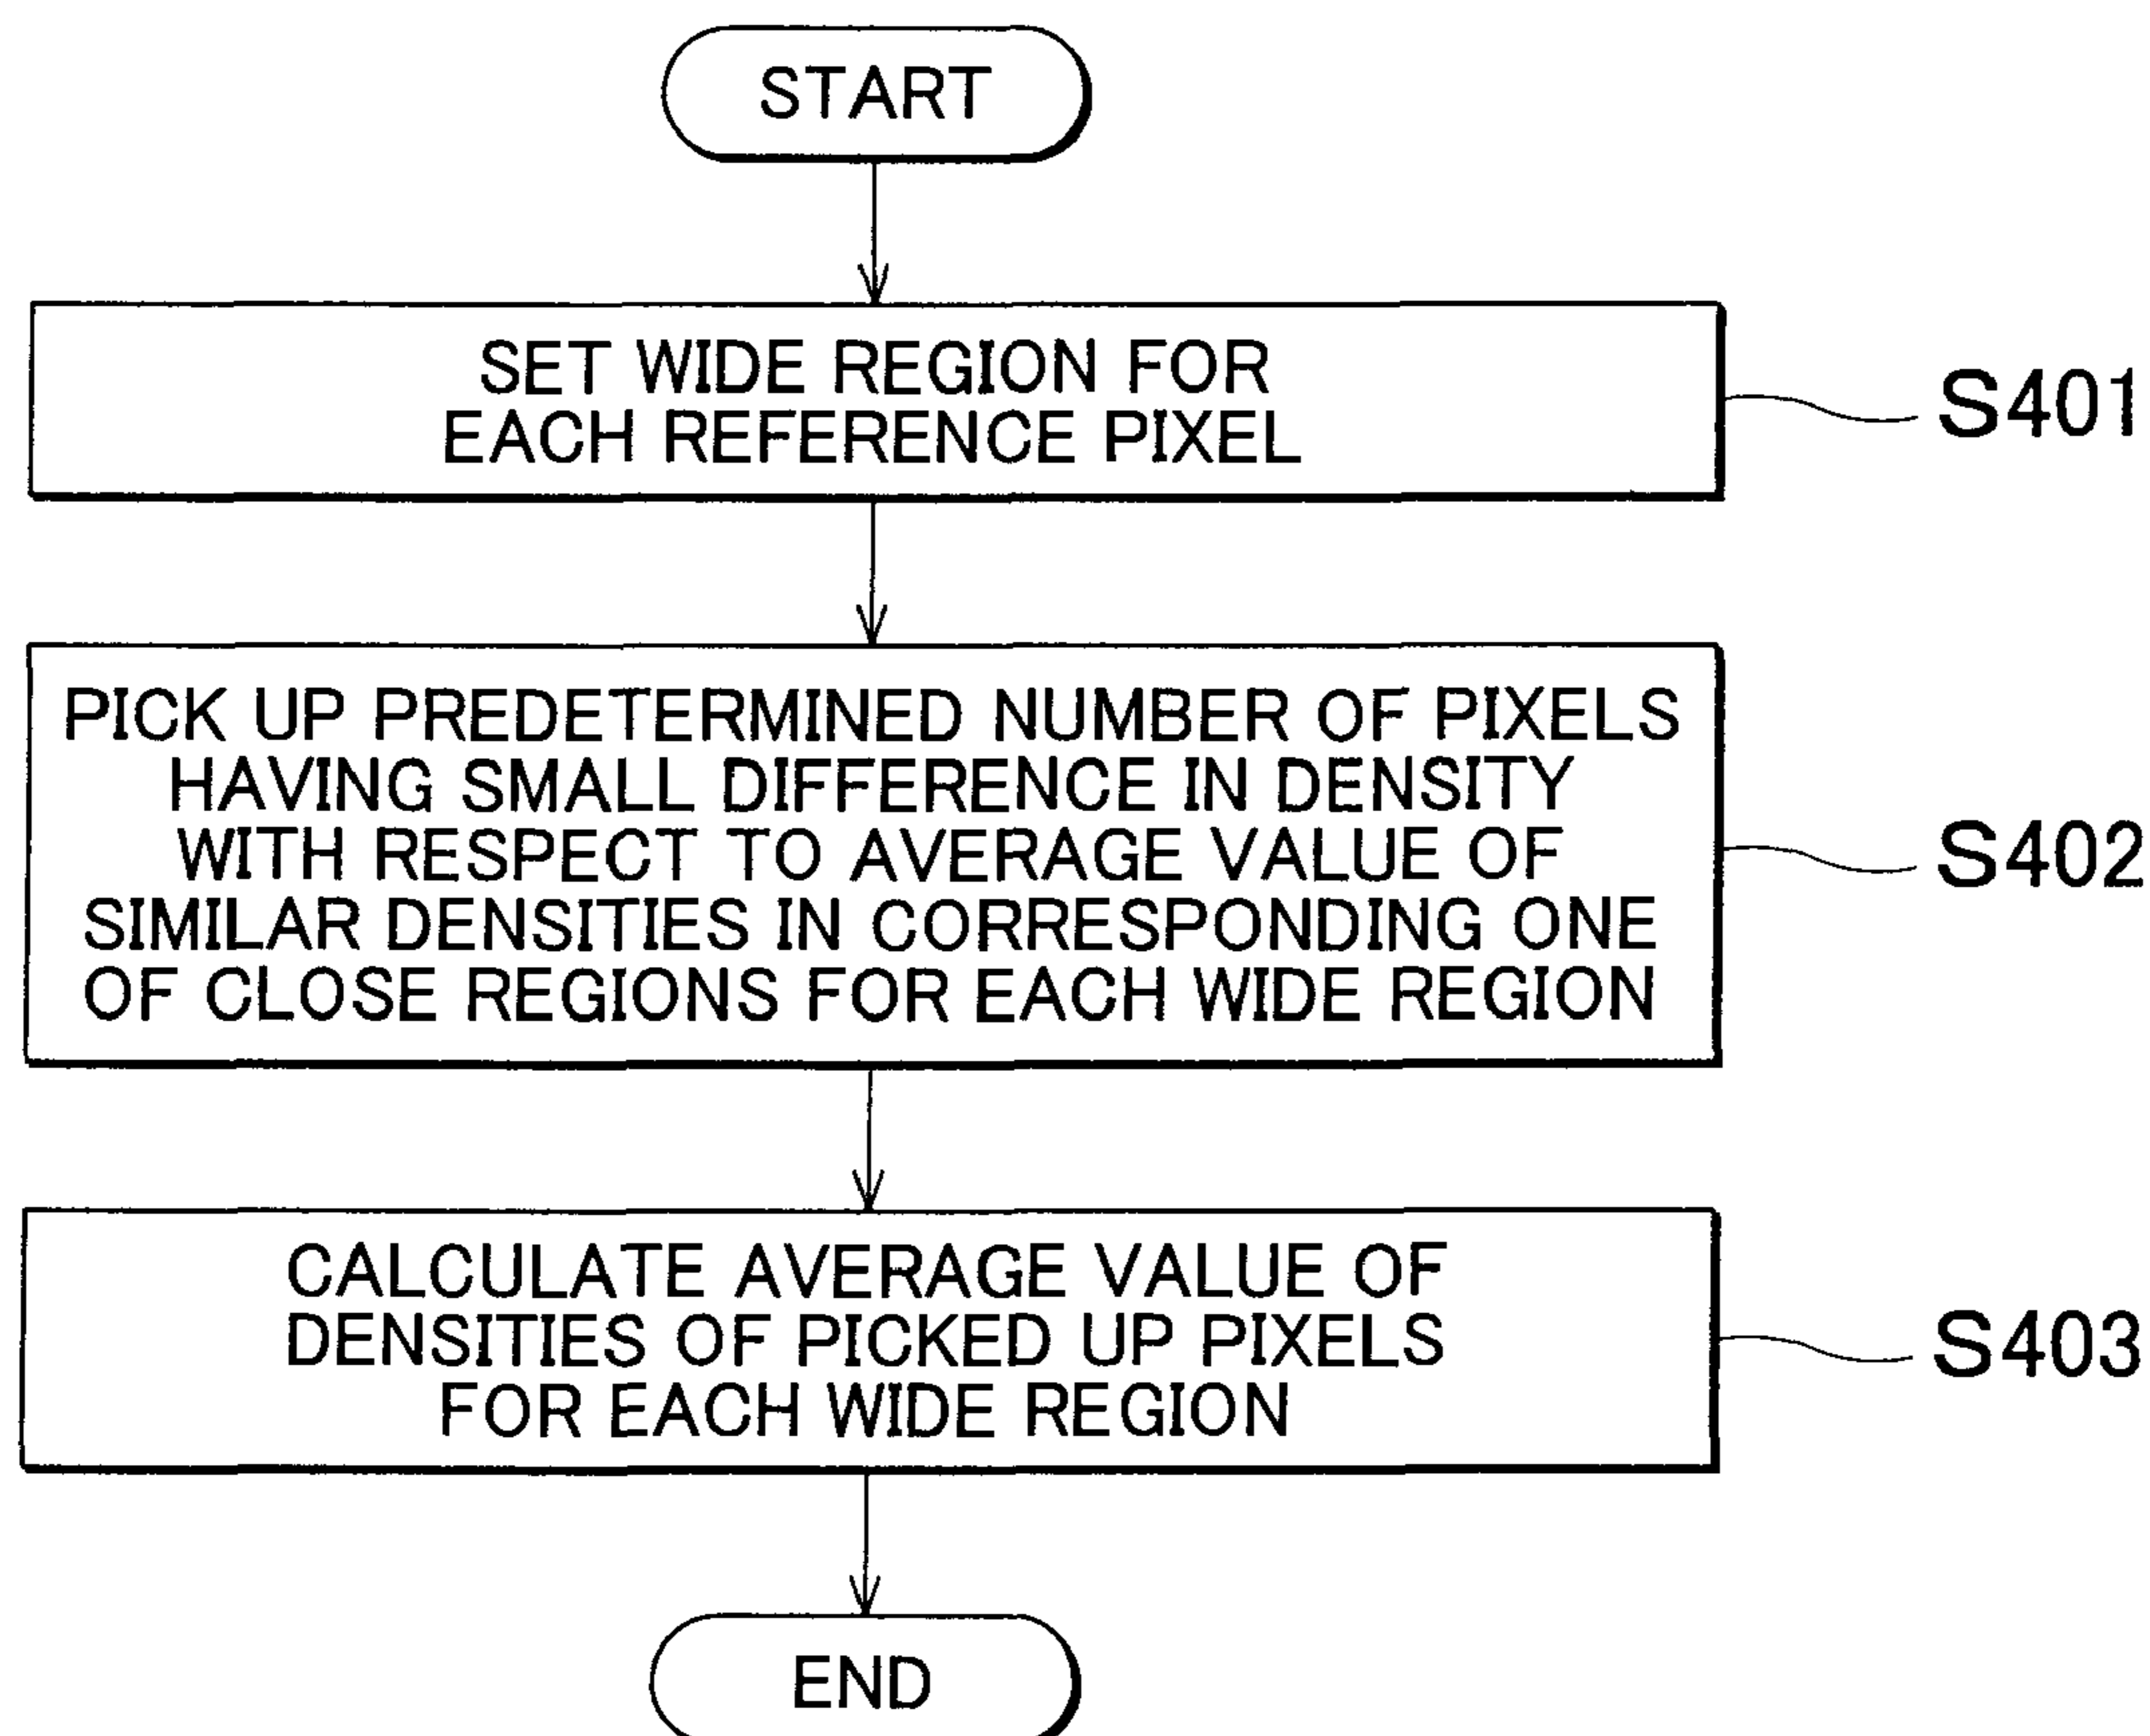 START
SET WIDE REGION FOR
EACH REFERENCE PIXEL
S401
PICK UP PREDETERMINED NUMBER OF PIXELS
HAVING SMALL DIFFERENCE IN DENSITY
WITH RESPECT TO AVERAGE VALUE OF
SIMILAR DENSITIES IN CORRESPONDING ONE
OF CLOSE REGIONS FOR EACH WIDE REGION
S402
CALCULATE AVERAGE VALUE OF
DENSITIES OF PICKED UP PIXELS
FOR EACH WIDE REGION
S403
END